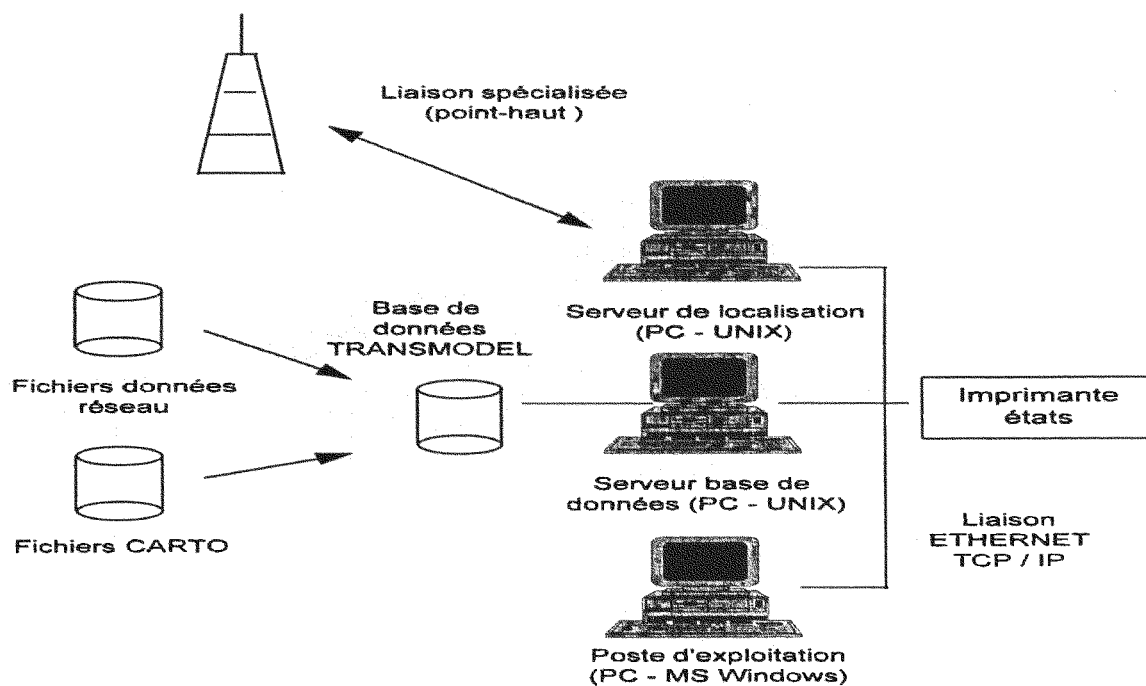 Liaison spécialisée
(point-haut )
Serveur de localisation
(PC - UNIX)
Base de
données
TRANSMODEL
Fichiers données
réseau
Imprimante
états
Serveur base de
données (PC - UNIX)
Fichiers CARTO
Liaison
ETHERNET
TCP / IP
Poste d'exploitation
(PC - MS Windows)